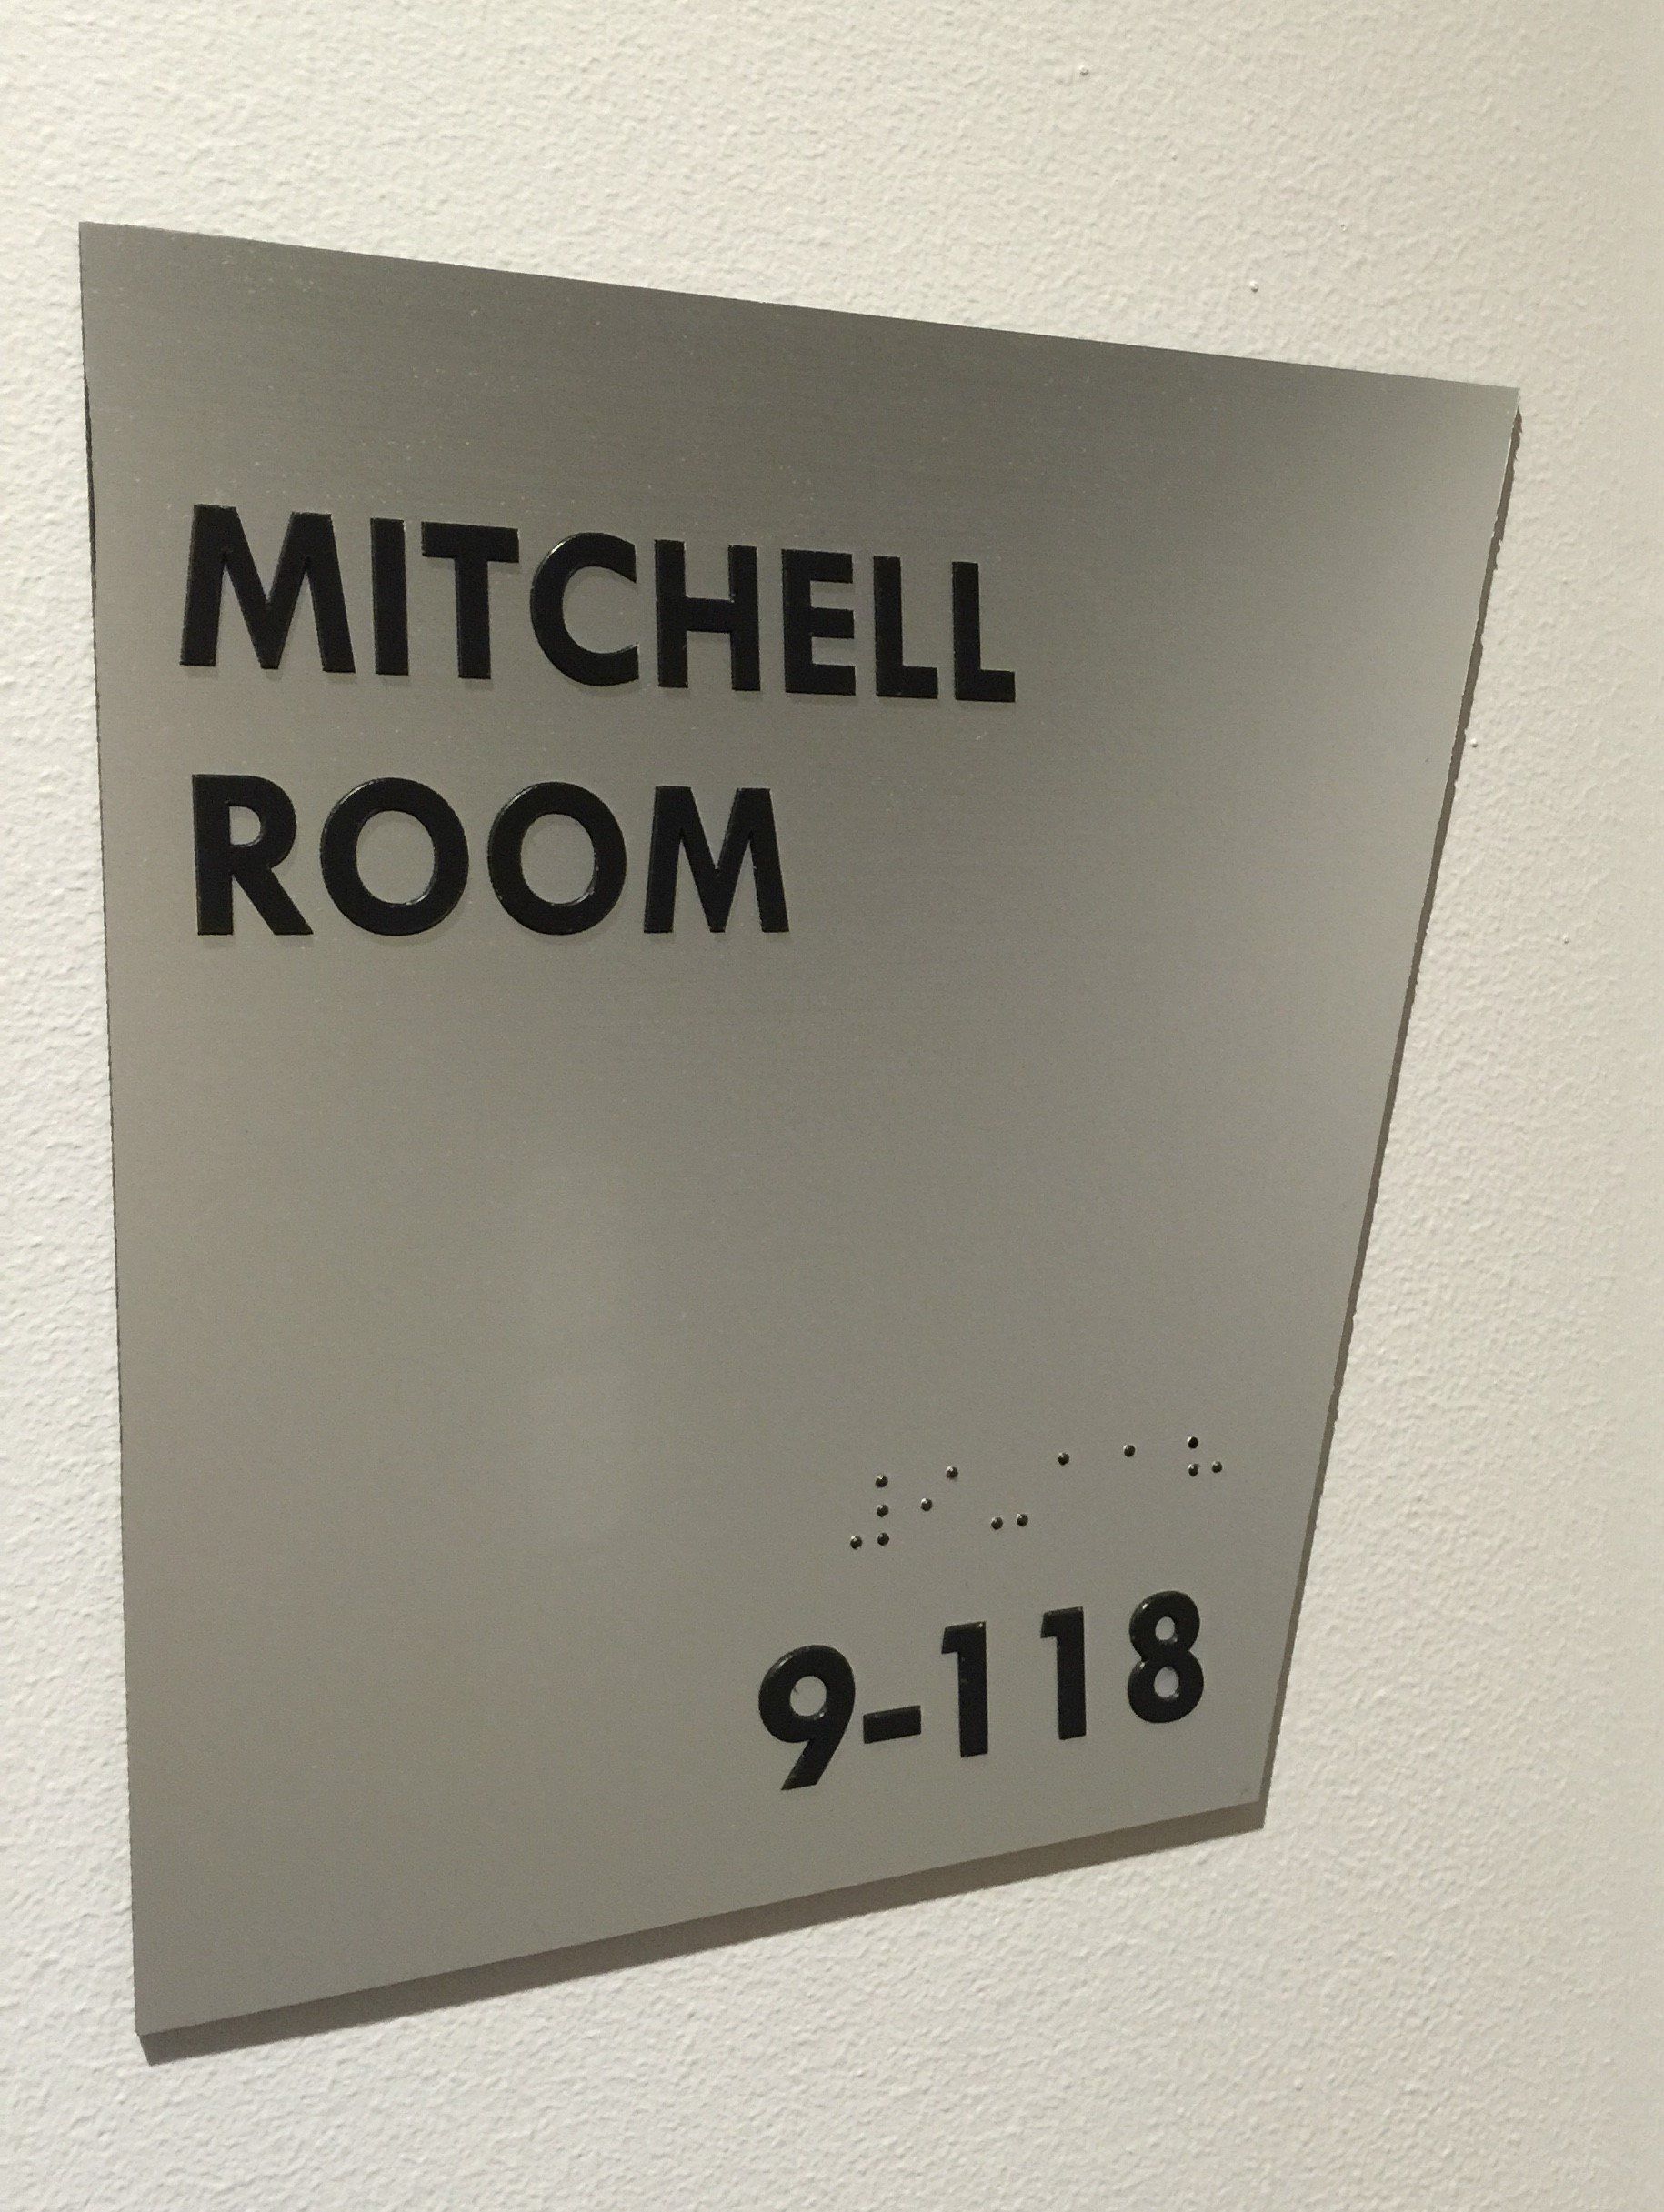 MITCHELL
ROOM
⠼⠊⠤⠁⠁⠓
9-118